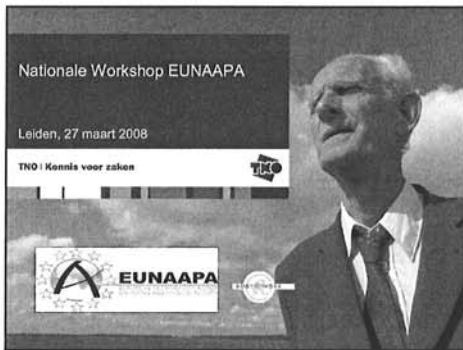 Nationale Workshop EUNAAPA
Leiden, 27 maart 2008
TNO | Kennis voor zaken
TNO
EUNAAPA